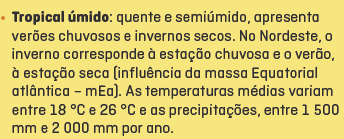 • Tropical úmido: quente e semiúmido, apresenta
verões chuvosos e invernos secos. No Nordeste, o
inverno corresponde à estação chuvosa e o verão,
à estação seca (influência da massa Equatorial
atlântica – mEa). As temperaturas médias variam
entre 18 °C e 26 °C e as precipitações, entre 1 500
mm e 2 000 mm por ano.